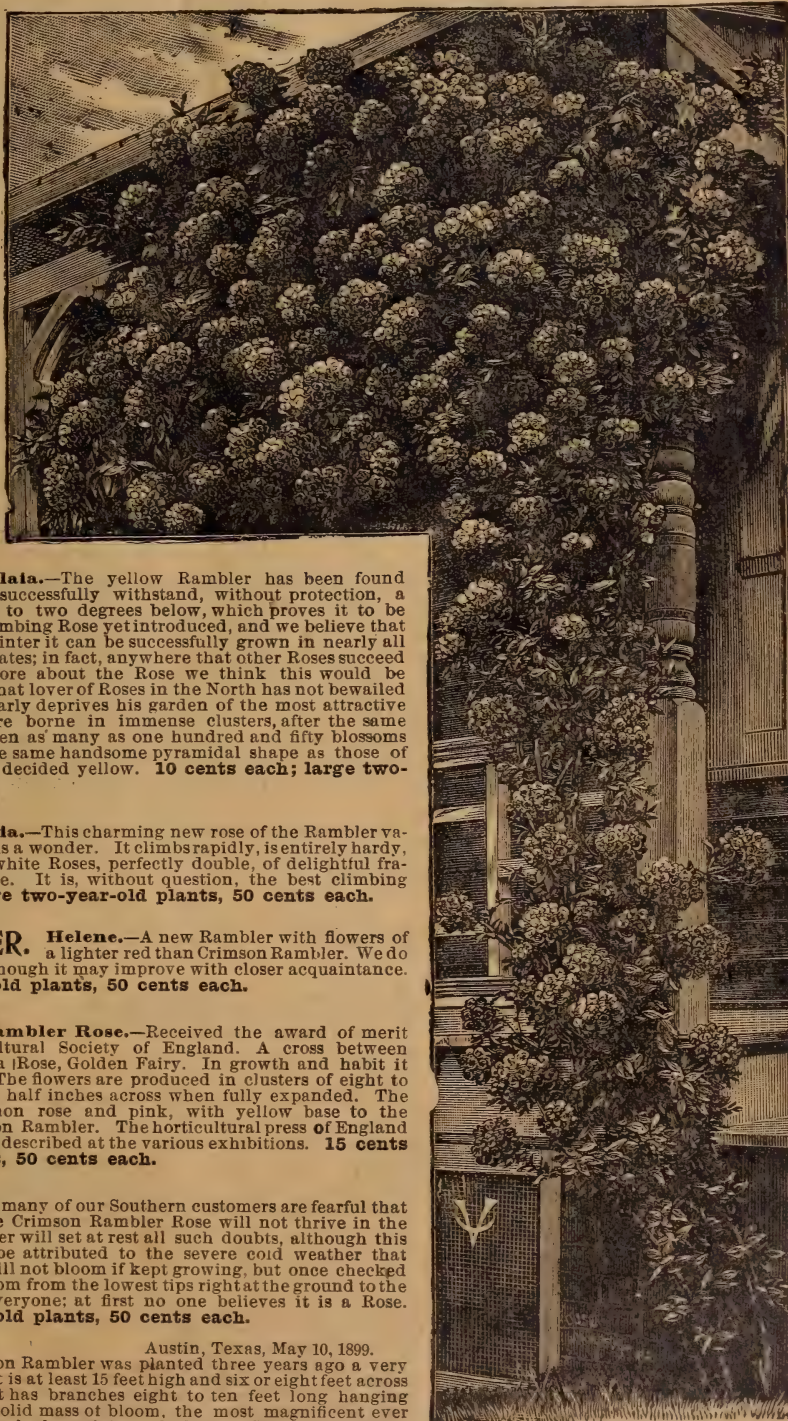 laia.—The yellow Rambler has been found
successfully withstand, without protection, a
to two degrees below, which proves it to be
mbing Rose yet introduced, and we believe that
inter it can be successfully grown in nearly all
ates; in fact, anywhere that other Roses succeed
ore about the Rose we think this would be
hat lover of Roses in the North has not bewailed
arly deprives his garden of the most attractive
re borne in immense clusters, after the same
en as many as one hundred and fifty blossoms
e same handsome pyramidal shape as those of
decided yellow. 10 cents each; large two-
ia.—This charming new rose of the Rambler va-
s a wonder. It climbs rapidly, is entirely hardy,
white Roses, perfectly double, of delightful fra-
e. It is, without question, the best climbing
e two-year-old plants, 50 cents each.
ER. Helene.—A new Rambler with flowers of
a lighter red than Crimson Rambler. We do
hough it may improve with closer acquaintance.
ld plants, 50 cents each.
ambler Rose.—Received the award of merit
ltural Society of England. A cross between
a Rose, Golden Fairy. In growth and habit it
The flowers are produced in clusters of eight to
half inches across when fully expanded. The
on rose and pink, with yellow base to the
n Rambler. The horticultural press of England
described at the various exhibitions. 15 cents
, 50 cents each.
many of our Southern customers are fearful that
e Crimson Rambler Rose will not thrive in the
er will set at rest all such doubts, although this
be attributed to the severe cold weather that
ll not bloom if kept growing, but once checked
om from the lowest tips right at the ground to the
veryone; at first no one believes it is a Rose.
ld plants, 50 cents each.
Austin, Texas, May 10, 1899.
on Rambler was planted three years ago a very
t is at least 15 feet high and six or eight feet across
t has branches eight to ten feet long hanging
olid mass of bloom, the most magnificent ever